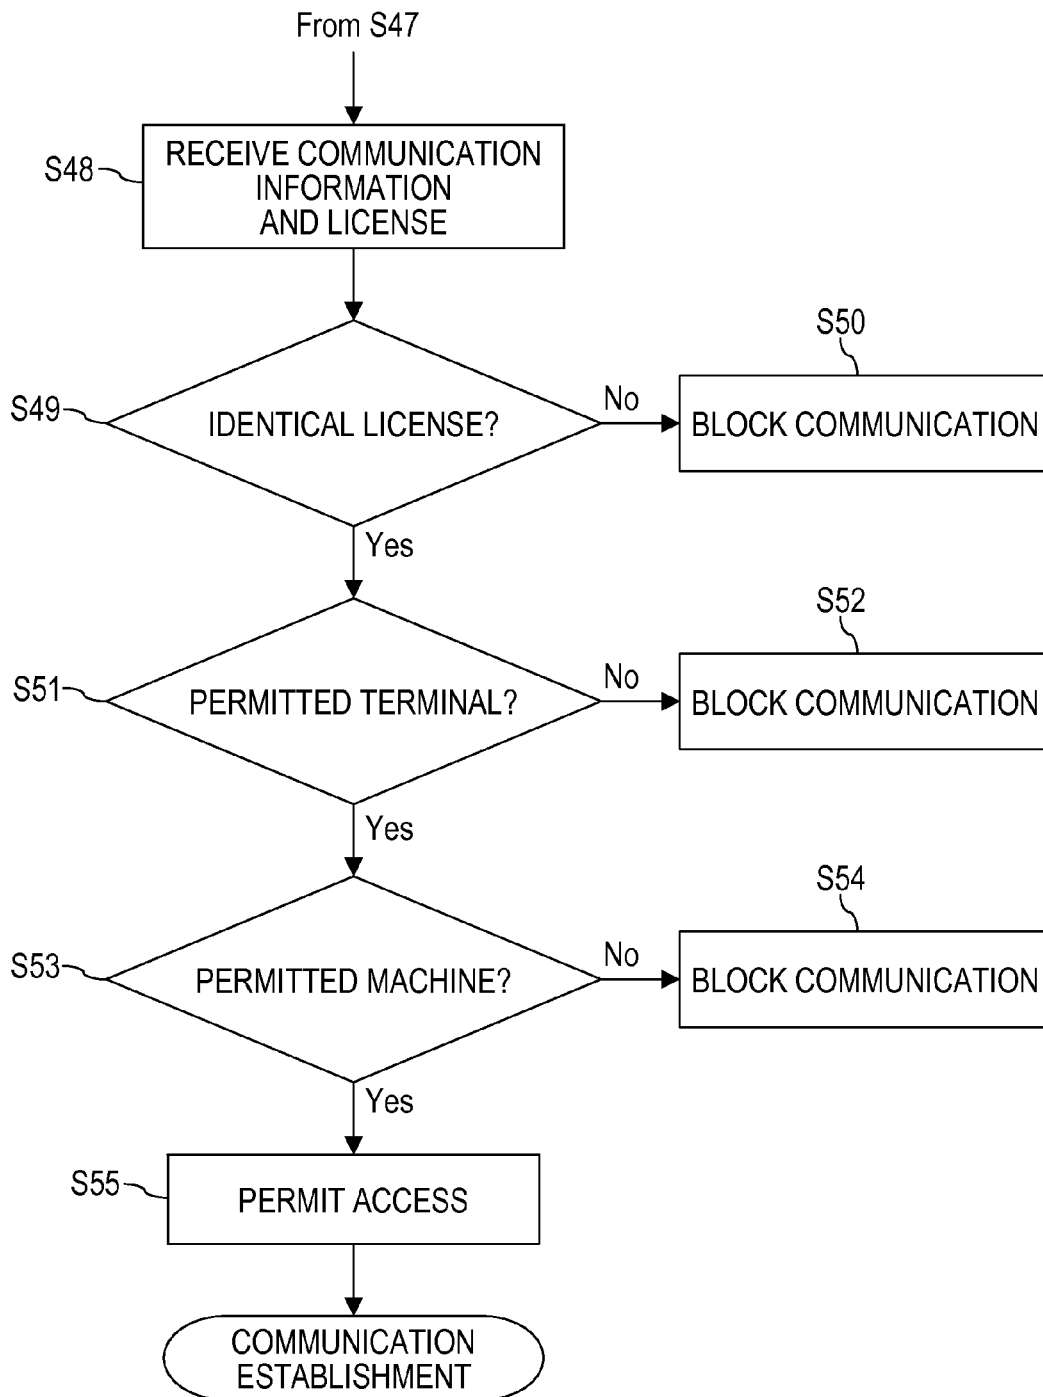 From S47
S48
RECEIVE COMMUNICATION
INFORMATION
AND LICENSE
S49
IDENTICAL LICENSE?
No
S50
BLOCK COMMUNICATION
Yes
S51
PERMITTED TERMINAL?
No
S52
BLOCK COMMUNICATION
Yes
S53
PERMITTED MACHINE?
No
S54
BLOCK COMMUNICATION
Yes
S55
PERMIT ACCESS
COMMUNICATION
ESTABLISHMENT